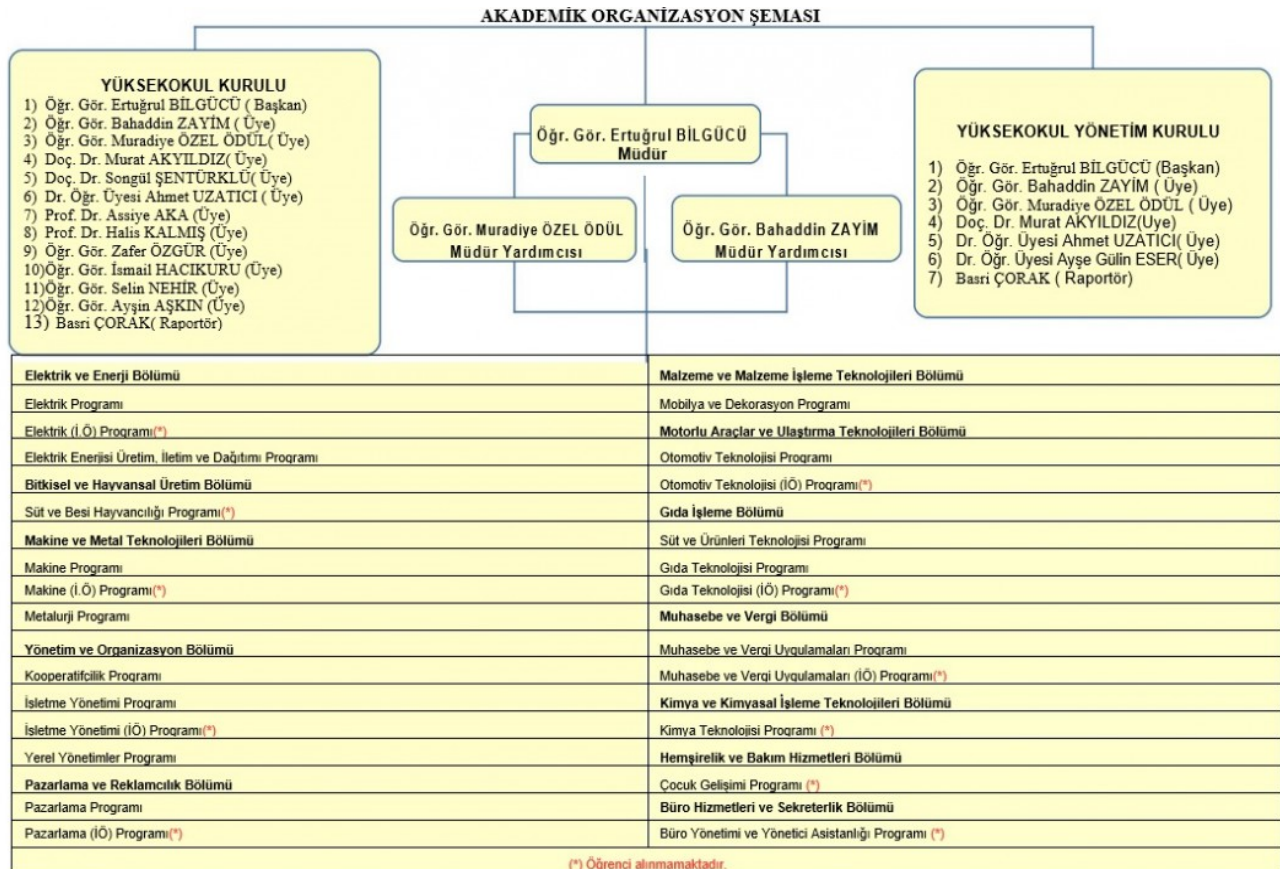 AKADEMİK ORGANİZASYON ŞEMASI
YÜKSEKOKUL KURULU
1) Öğr. Gör. Ertuğrul BİLGÜCÜ ( Başkan)
2) Öğr. Gör. Bahaddin ZAYİM ( Üye)
3) Öğr. Gör. Muradiye ÖZEL ÖDÜL( Üye)
4) Doç. Dr. Murat AKYILDIZ( Üye)
5) Doç. Dr. Songül ŞENTÜRKLÜ( Üye)
6) Dr. Öğr. Üyesi Ahmet UZATICI ( Üye)
7) Prof. Dr. Assiye AKA (Üye)
8) Prof. Dr. Halis KALMIŞ (Üye)
9) Öğr. Gör. Zafer ÖZGÜR (Üye)
10)Öğr. Gör. İsmail HACIKURU (Üye)
11)Öğr. Gör. Selin NEHİR (Üye)
12)Öğr. Gör. Ayşin AŞKIN (Üye)
13) Basri ÇORAK( Raportör)
Öğr. Gör. Ertuğrul BİLGÜCÜ
Müdür
Öğr. Gör. Muradiye ÖZEL ÖDÜL
Müdür Yardımcısı
Öğr. Gör. Bahaddin ZAYİM
Müdür Yardımcısı
YÜKSEKOKUL YÖNETİM KURULU
1) Öğr. Gör. Ertuğrul BİLGÜCÜ (Başkan)
2) Öğr. Gör. Bahaddin ZAYİM ( Üye)
3) Öğr. Gör. Muradiye ÖZEL ÖDÜL ( Üye)
4) Doç. Dr. Murat AKYILDIZ(Uye)
5) Dr. Öğr. Üyesi Ahmet UZATICI( Üye)
6) Dr. Öğr. Üyesi Ayşe Gülin ESER( Üye)
7) Basri ÇORAK ( Raportör)
Elektrik ve Enerji Bölümü
Elektrik Programı
Elektrik (İ.Ö) Programı(*)
Elektrik Enerjisi Üretim, İletim ve Dağıtımı Programı
Bitkisel ve Hayvansal Üretim Bölümü
Süt ve Besi Hayvancılığı Programı(*)
Makine ve Metal Teknolojileri Bölümü
Makine Programı
Makine (İ.Ö) Programı(*)
Metalurji Programı
Yönetim ve Organizasyon Bölümü
Kooperatifçilik Programı
İşletme Yönetimi Programı
İşletme Yönetimi (İÖ) Programı(*)
Yerel Yönetimler Programı
Pazarlama ve Reklamcılık Bölümü
Pazarlama Programı
Pazarlama (İÖ) Programı(*)
Malzeme ve Malzeme İşleme Teknolojileri Bölümü
Mobilya ve Dekorasyon Programı
Motorlu Araçlar ve Ulaştırma Teknolojileri Bölümü
Otomotiv Teknolojisi Programı
Otomotiv Teknolojisi (İÖ) Programı(*)
Gıda İşleme Bölümü
Süt ve Ürünleri Teknolojisi Programı
Gıda Teknolojisi Programı
Gıda Teknolojisi (İÖ) Programı(*)
Muhasebe ve Vergi Bölümü
Muhasebe ve Vergi Uygulamaları Programı
Muhasebe ve Vergi Uygulamaları (İÖ) Programı(*)
Kimya ve Kimyasal İşleme Teknolojileri Bölümü
Kimya Teknolojisi Programı (*)
Hemşirelik ve Bakım Hizmetleri Bölümü
Çocuk Gelişimi Programı (*)
Büro Hizmetleri ve Sekreterlik Bölümü
Büro Yönetimi ve Yönetici Asistanlığı Programı (*)
(*) Öğrenci alınmamaktadır.